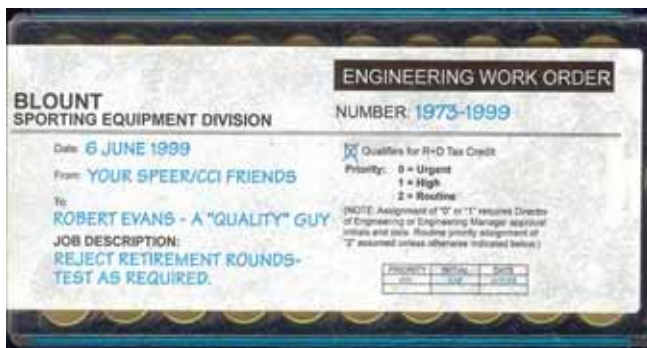 BLOUNT
SPORTING EQUIPMENT DIVISION
ENGINEERING WORK ORDER
NUMBER: 1973-1999
Date: 6 JUNE 1999
From: YOUR SPEER/CCI FRIENDS
To:
ROBERT EVANS - A "QUALITY" GUY
JOB DESCRIPTION:
REJECT RETIREMENT ROUNDS-
TEST AS REQUIRED.
Qualifies for R+D Tax Credit
Priority: 0 = Urgent
1 = High
2 = Routine
(NOTE: Assignment of "0" or "1" requires Director
of Engineering or Engineering Manager approval
initials and date. Routine priority assignment of
"2" assumed unless otherwise indicated below.)
PRIORITY INITIAL DATE